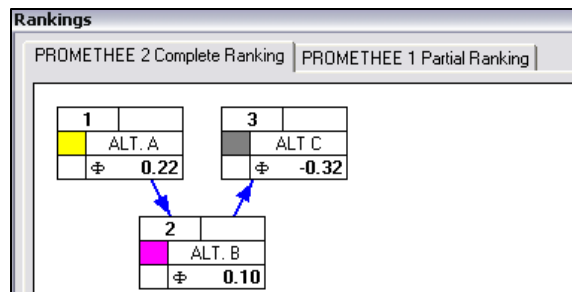 Rankings
PROMETHEE 2 Complete Ranking PROMETHEE 1 Partial Ranking
1
ALT. A
Φ 0.22
3
ALT C
Φ -0.32
2
ALT. B
Φ 0.10